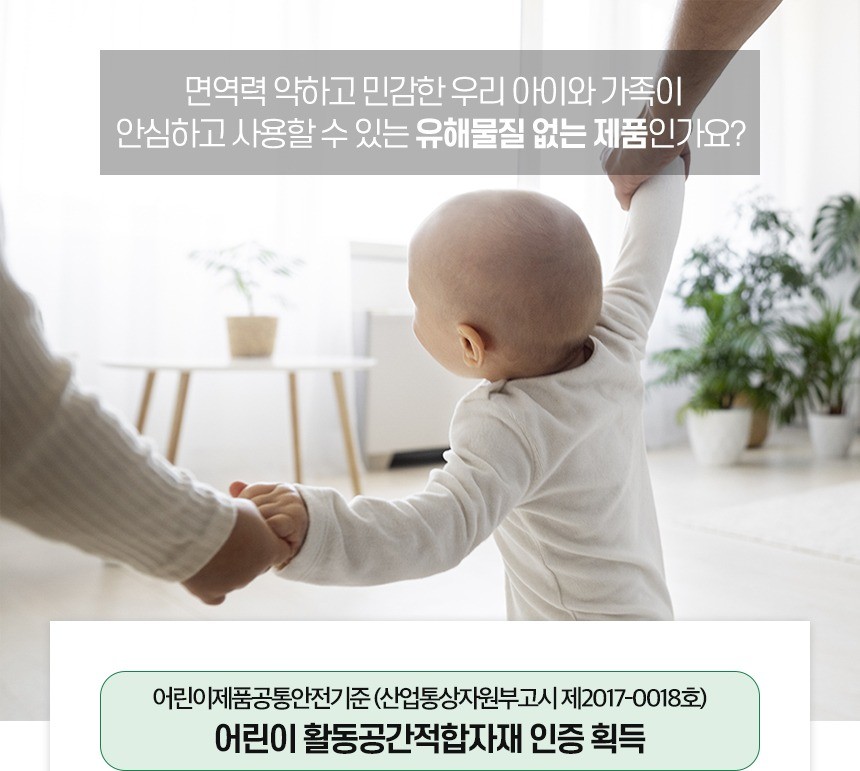 면역력 약하고 민감한 우리 아이와 가족이
안심하고 사용할 수 있는 유해물질 없는 제품인가요?
어린이제품공통안전기준 (산업통상자원부고시 제2017-0018호)
어린이 활동공간적합자재 인증 획득